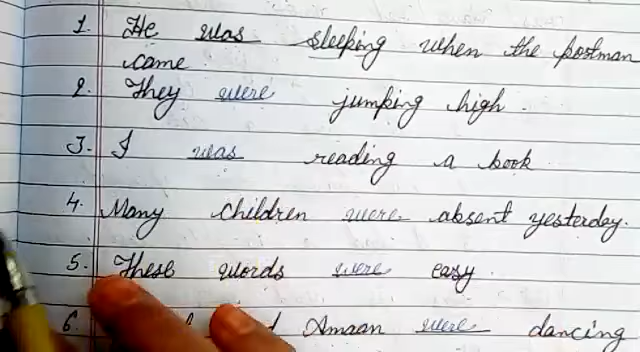 1. He was sleeping when the postman
came
2. They were jumping high.
3. I was reading a book
4. Many children were absent yesterday.
5. These words were easy
6. Amaan were dancing